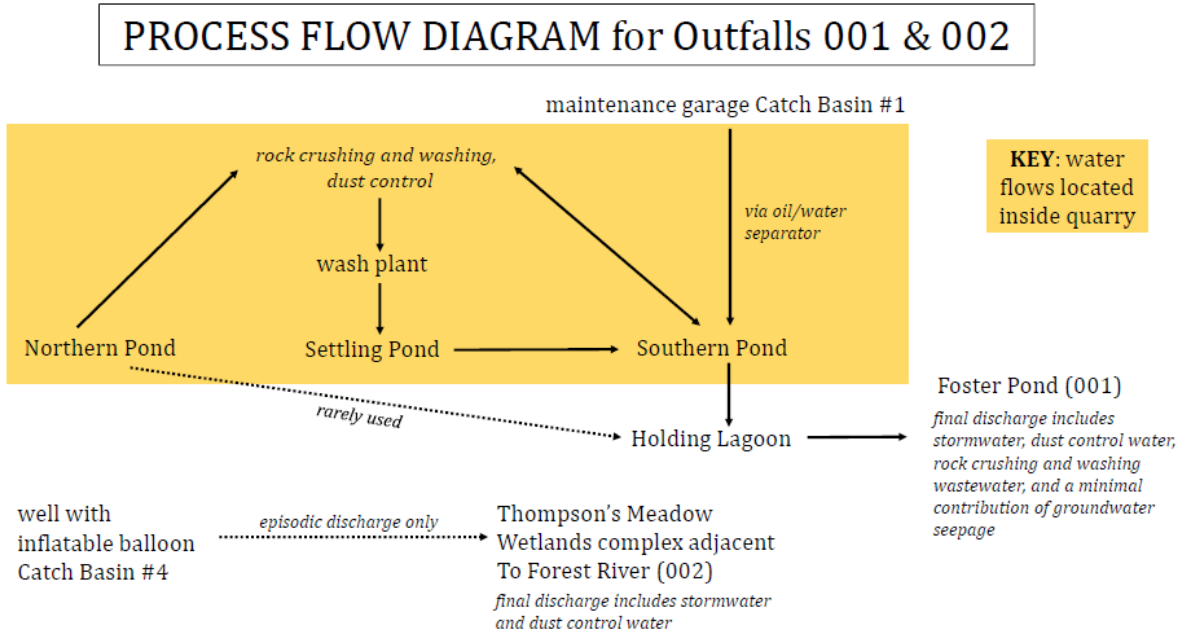 PROCESS FLOW DIAGRAM for Outfalls 001 & 002
maintenance garage Catch Basin #1
rock crushing and washing,
dust control
KEY: water
flows located
inside quarry
via oil/water
separator
wash plant
Northern Pond
Settling Pond
Southern Pond
rarely used
Holding Lagoon
Foster Pond (001)
final discharge includes
stormwater, dust control water,
rock crushing and washing
wastewater, and a minimal
contribution of groundwater
seepage
well with
inflatable balloon
Catch Basin #4
episodic discharge only
Thompson’s Meadow
Wetlands complex adjacent
To Forest River (002)
final discharge includes stormwater
and dust control water